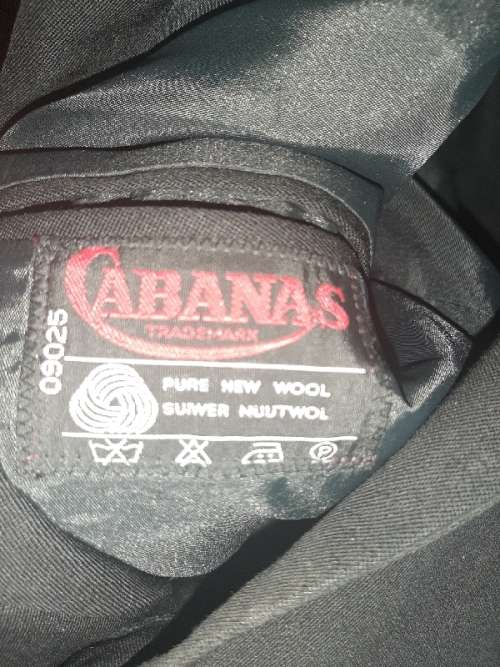 CABANAS
TRADEMARK
09025
PURE NEW WOOL
SUIWER NUUTWOL
P